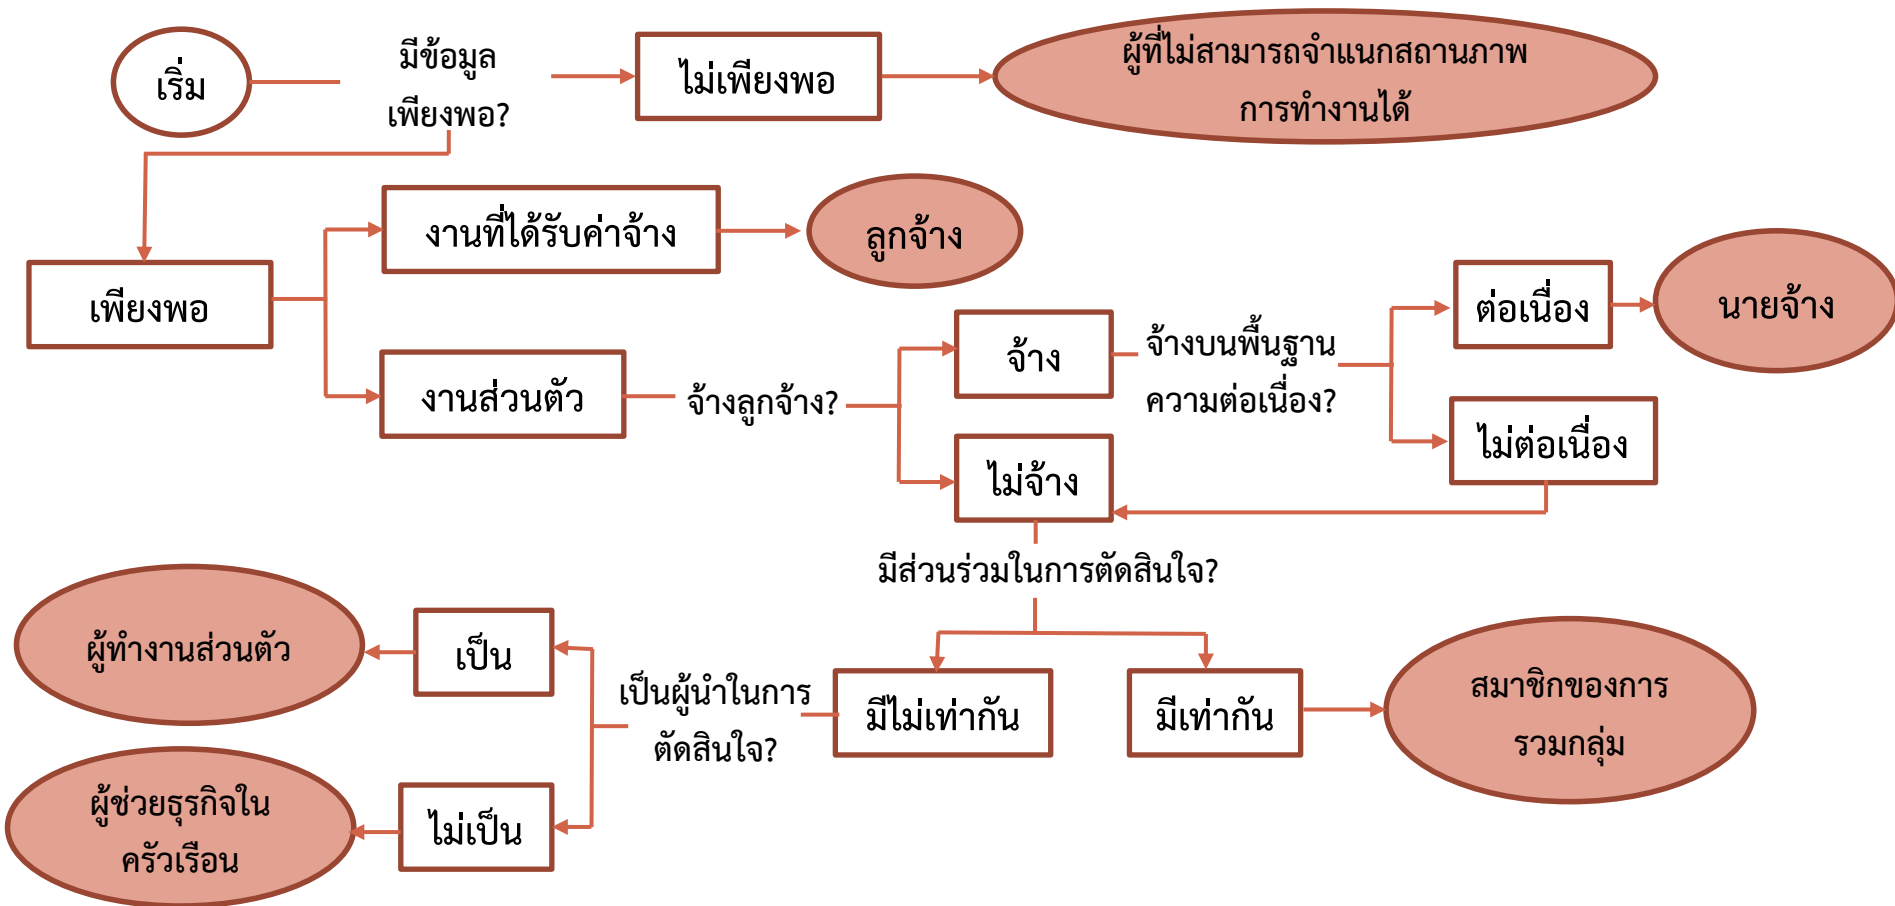 เริ่ม
มีข้อมูล
เพียงพอ?
ไม่เพียงพอ
ผู้ที่ไม่สามารถจำแนกสถานภาพ
การทำงานได้
เพียงพอ
งานที่ได้รับค่าจ้าง
ลูกจ้าง
งานส่วนตัว
จ้างลูกจ้าง?
จ้าง
จ้างบนพื้นฐาน
ความต่อเนื่อง?
ต่อเนื่อง
นายจ้าง
ไม่ต่อเนื่อง
ไม่จ้าง
มีส่วนร่วมในการตัดสินใจ?
มีเท่ากัน
สมาชิกของการ
รวมกลุ่ม
มีไม่เท่ากัน
เป็นผู้นำในการ
ตัดสินใจ?
เป็น
ผู้ทำงานส่วนตัว
ไม่เป็น
ผู้ช่วยธุรกิจใน
ครัวเรือน